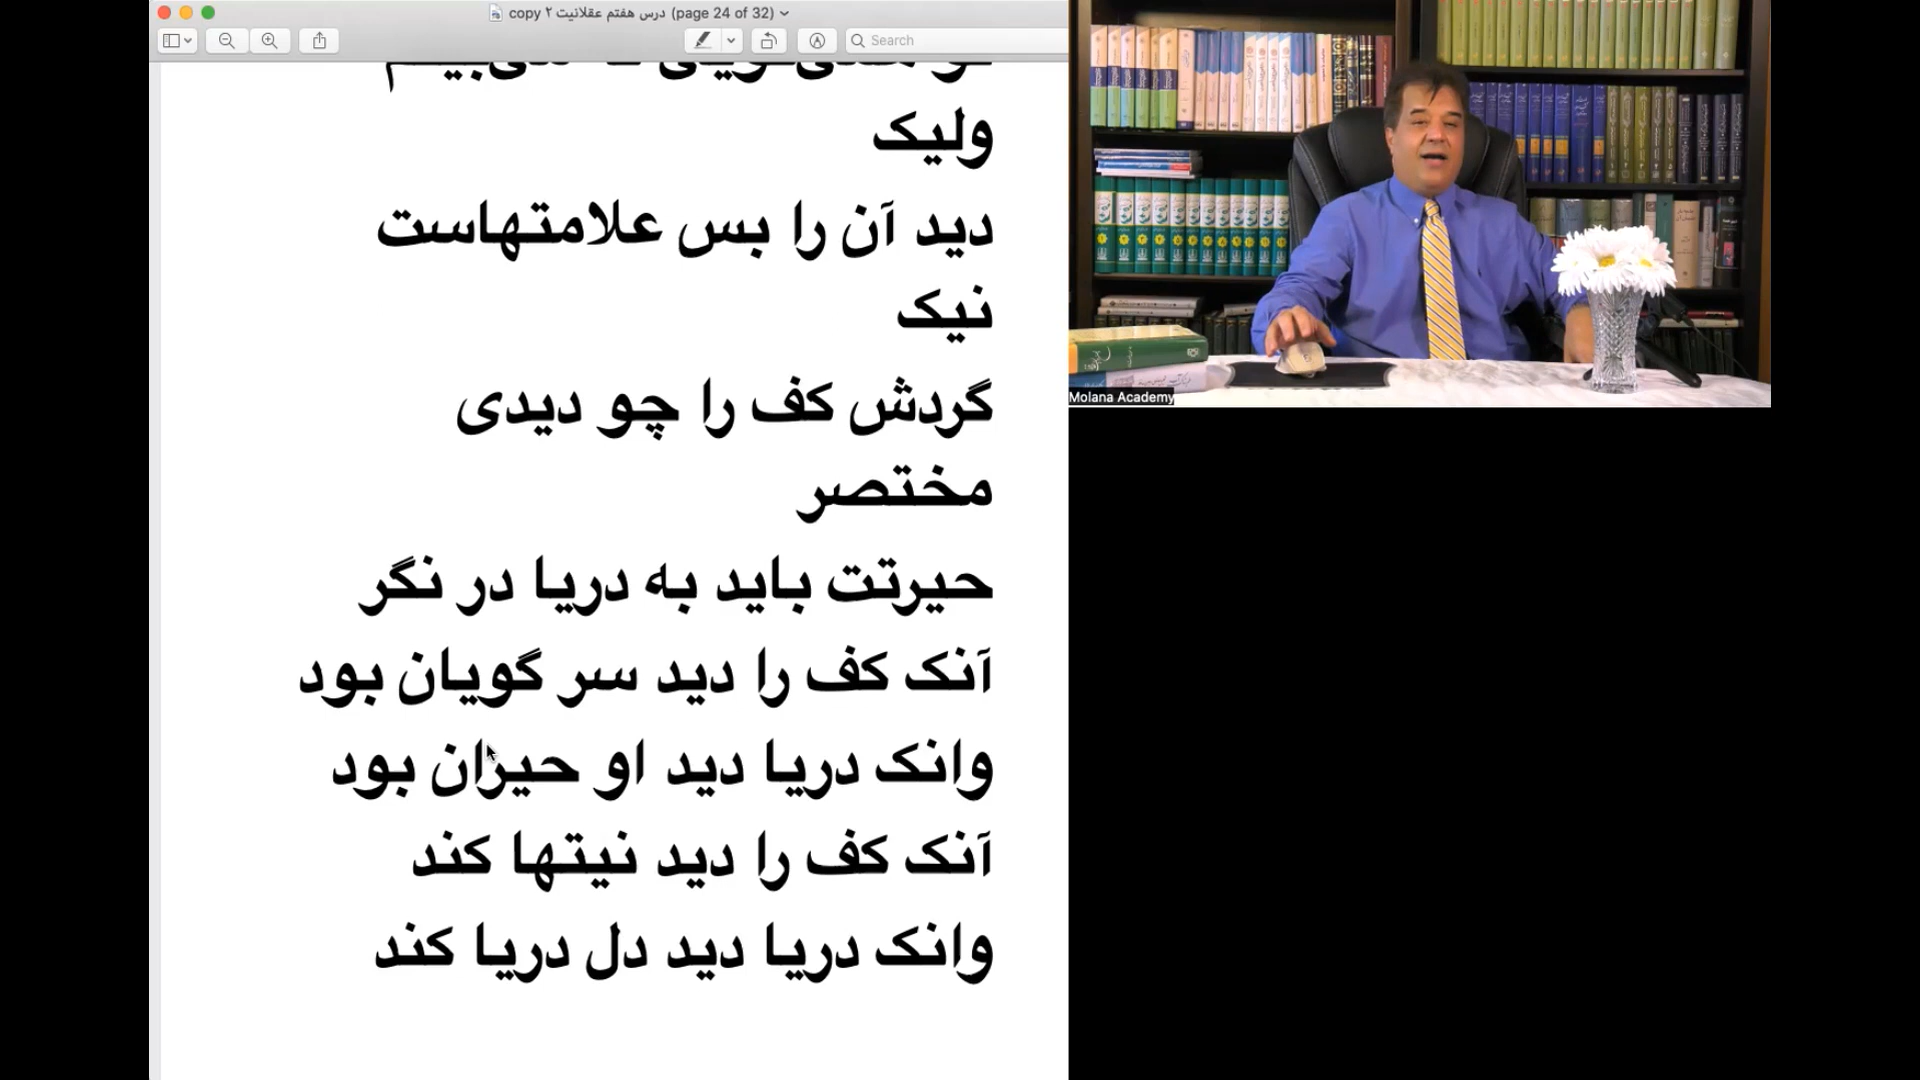 درس هفتم عقلانیت ۲ copy (page 24 of 32)
Search
ولیک
دید آن را بس علامتهاست
نیک
گردش کف را چو دیدی
مختصر
حیرتت باید به دریا در نگر
آنک کف را دید سر گویان بود
وانک دریا دید او حیران بود
آنک کف را دید نیتها کند
وانک دریا دید دل دریا کند
Molana Academy